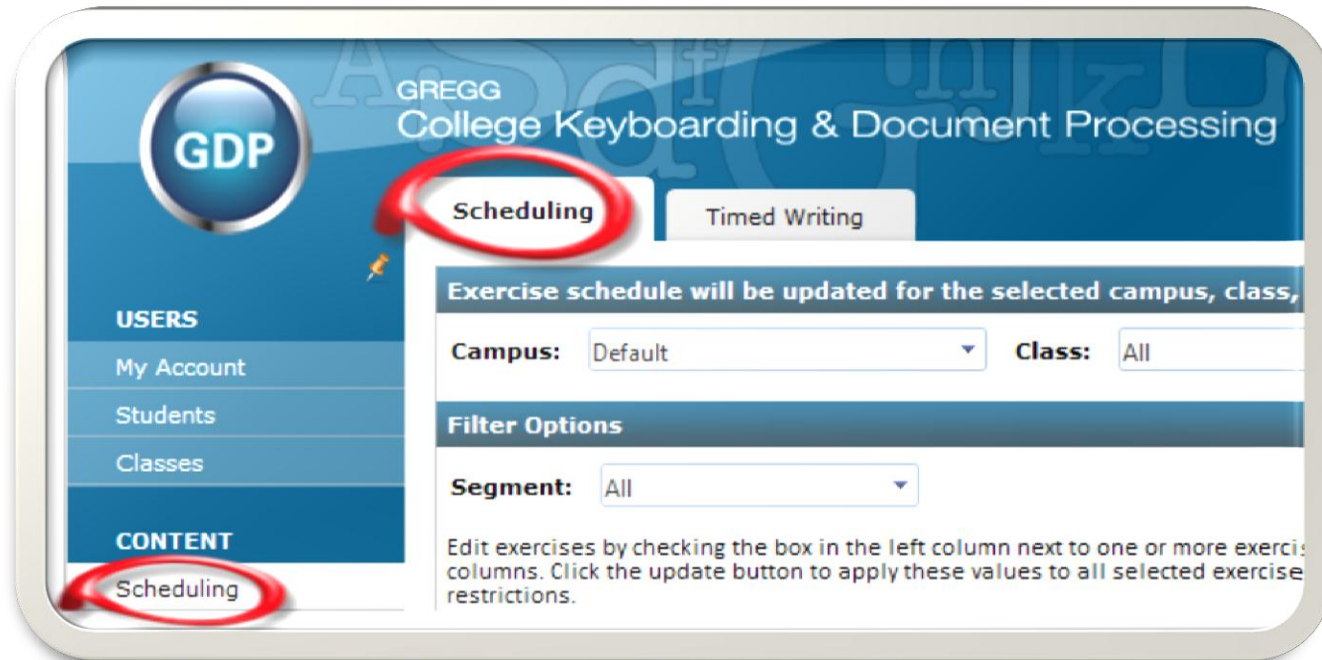 GDP
GREGG
College Keyboarding & Document Processing
Scheduling
Timed Writing
USERS
My Account
Students
Classes
CONTENT
Scheduling
Exercise schedule will be updated for the selected campus, class,
Campus: Default Class: All
Filter Options
Segment: All
Edit exercises by checking the box in the left column next to one or more
columns. Click the update button to apply these values to all selected exercise
restrictions.